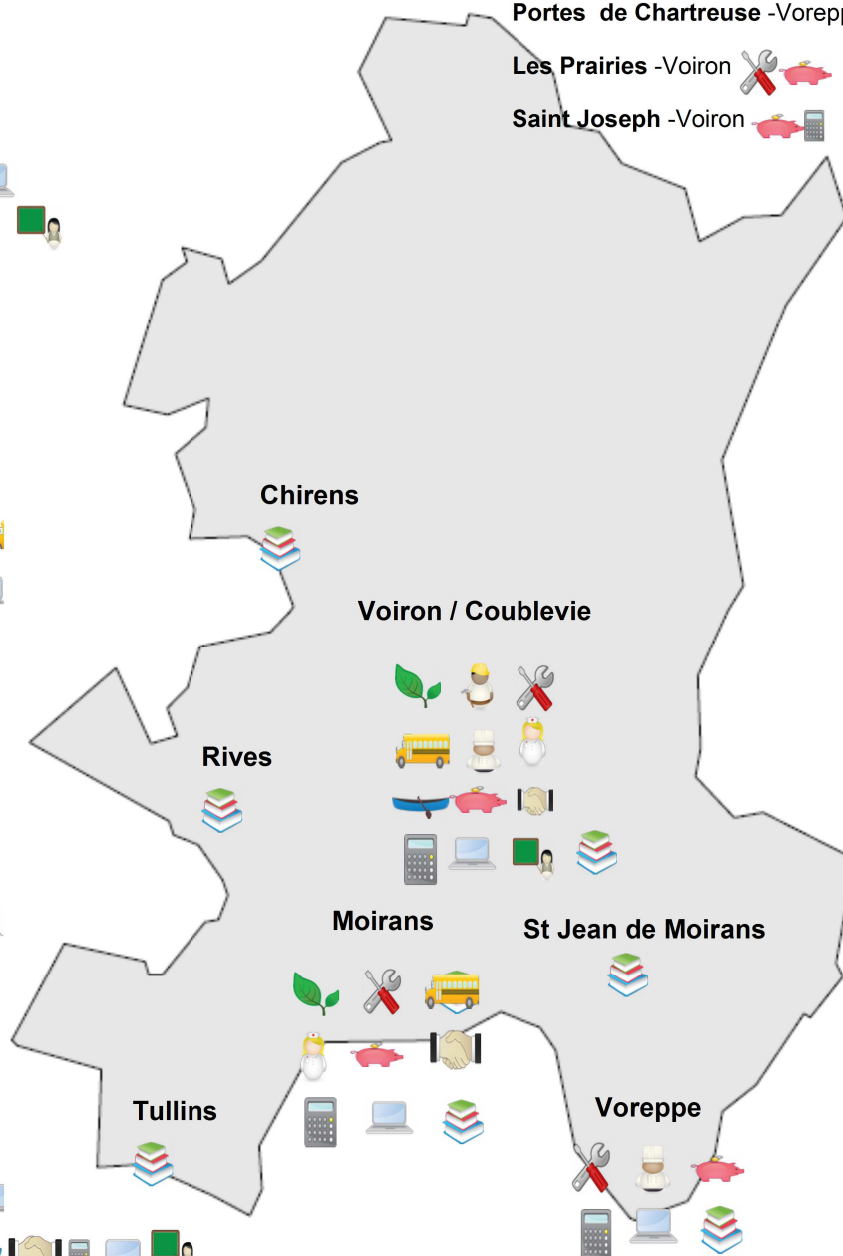 Portes de Chartreuse -Vorepp
Les Prairies -Voiron
Saint Joseph -Voiron
Chirens
Voiron / Coublevie
Rives
Moirans
St Jean de Moirans
Tullins
Voreppe